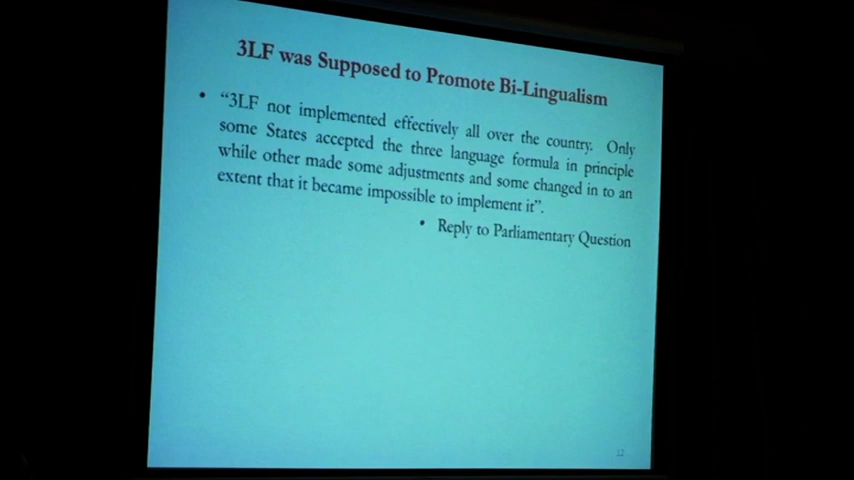 3LF was Supposed to Promote Bi-Lingualism
• “3LF not implemented effectively all over the country. Only
some States accepted the three language formula in principle
while other made some adjustments and some changed in to an
extent that it became impossible to implement it”.
• Reply to Parliamentary Question
12